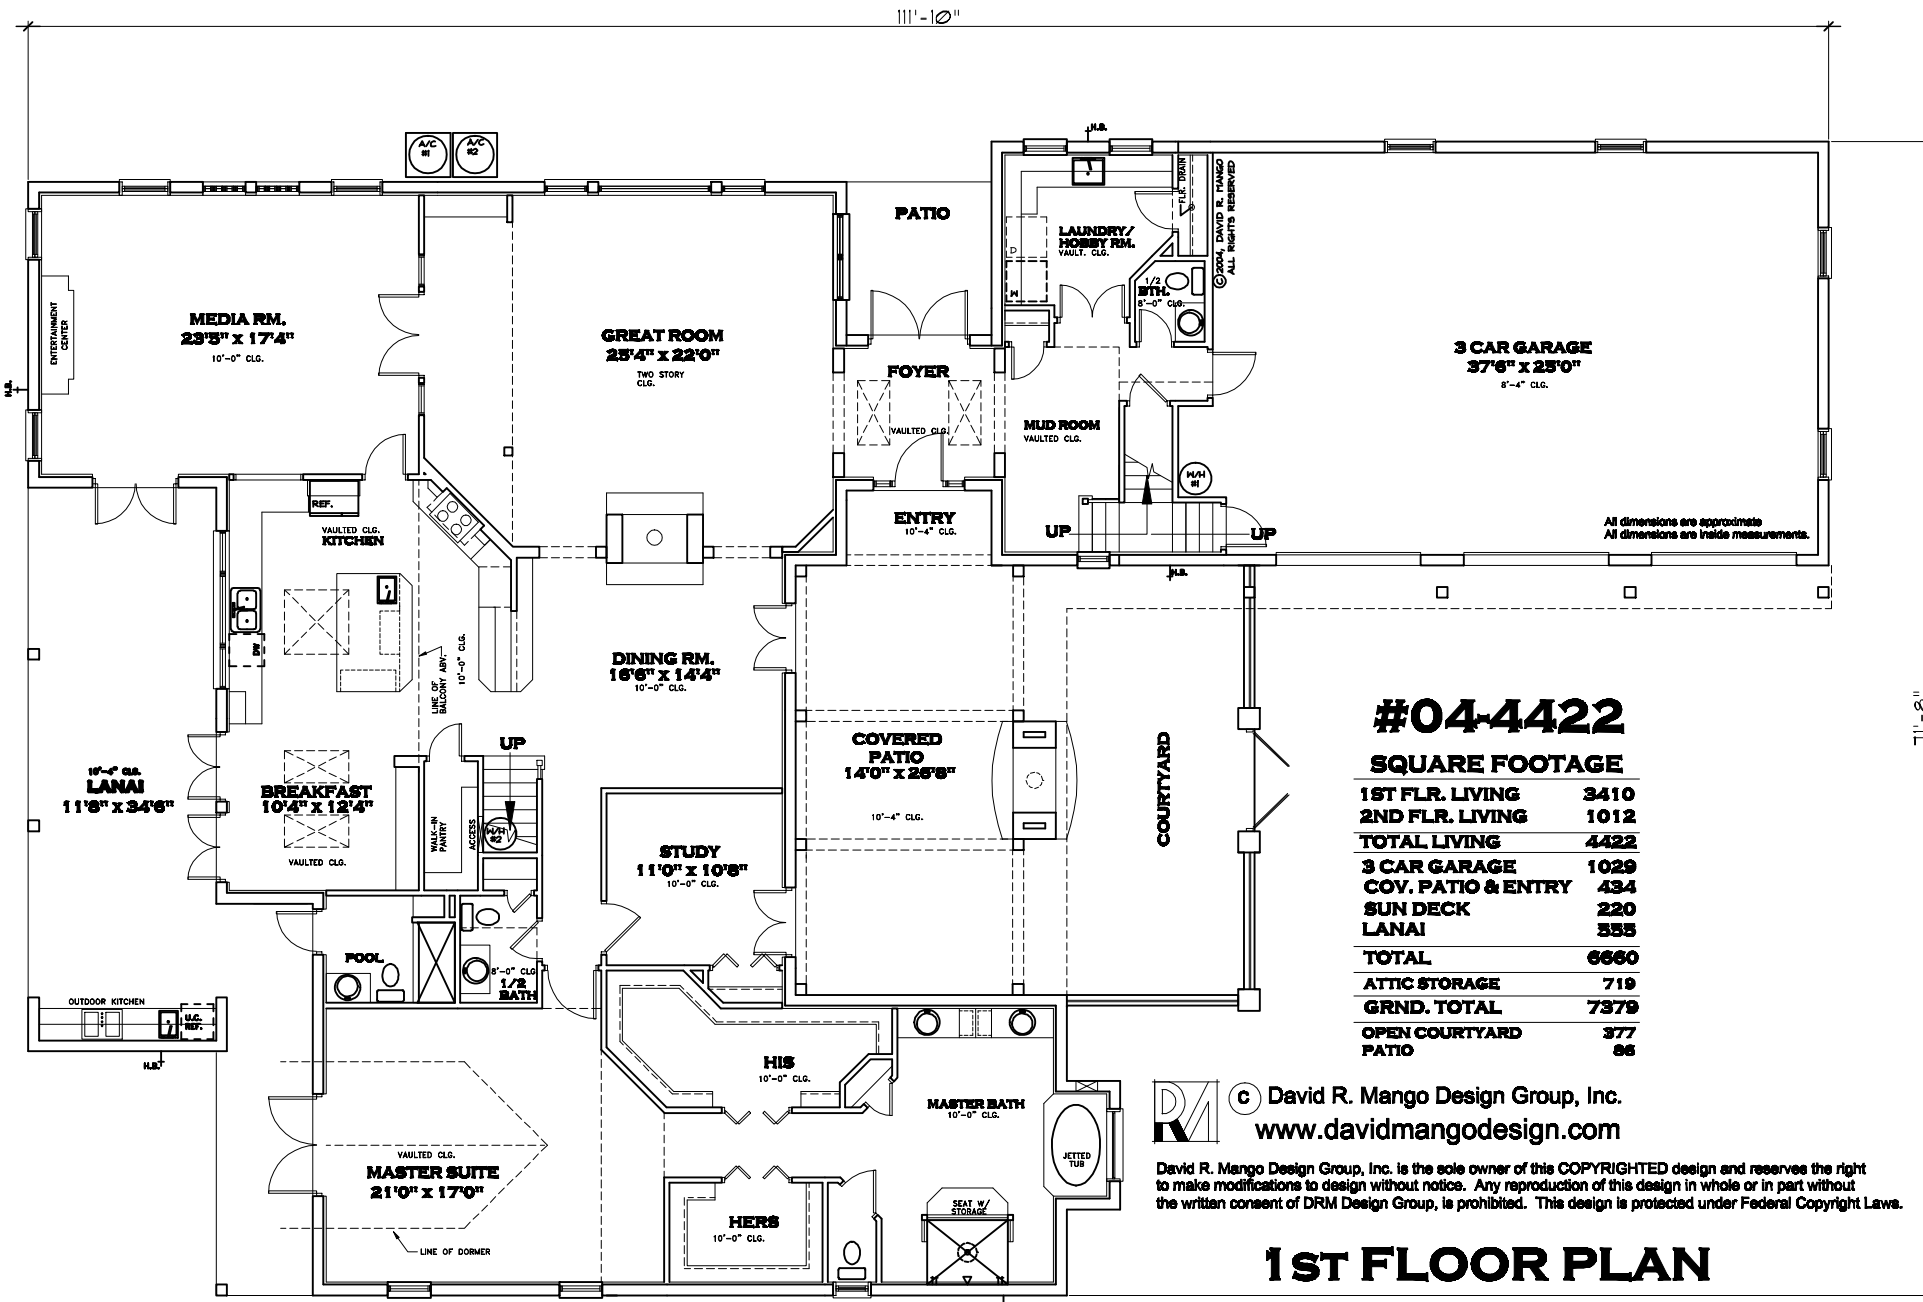 111'-10"
A/C
#1
A/C
#2
H.B.
PATIO
FLR. DRAIN
©2004, DAVID R. MANGO
ALL RIGHTS RESERVED
LAUNDRY/
HOBBY RM.
VAULT. CLG.
D
W
1/2
BTH.
8'-0" CLG.
ENTERTAINMENT
CENTER
MEDIA RM.
23'5" X 17'4"
10'-0" CLG.
GREAT ROOM
25'4" X 22'0"
TWO STORY
CLG.
FOYER
VAULTED CLG.
3 CAR GARAGE
37'6" X 25'0"
8'-4" CLG.
H.B.
MUD ROOM
VAULTED CLG.
W/H
#1
REF.
VAULTED CLG.
KITCHEN
ENTRY
10'-4" CLG.
UP
UP
All dimensions are approximate
All dimensions are inside measurements.
H.B.
DW
LINE OF
BALCONY ABV.
10'-0" CLG.
DINING RM.
16'6" X 14'4"
10'-0" CLG.
71'-8"
#04-4422
SQUARE FOOTAGE
1ST FLR. LIVING 3410
2ND FLR. LIVING 1012
TOTAL LIVING 4422
3 CAR GARAGE 1029
COV. PATIO & ENTRY 434
SUN DECK 220
LANAI 555
TOTAL 6660
ATTIC STORAGE 719
GRND. TOTAL 7379
OPEN COURTYARD 377
PATIO 86
UP
COVERED
PATIO
14'0" X 26'8"
10'-4" CLG.
COURTYARD
10'-4" CLG.
LANAI
11'8" X 34'6"
BREAKFAST
10'4" X 12'4"
VAULTED CLG.
WALK-IN
PANTRY
ACCESS
W/H
#2
STUDY
11'0" X 10'8"
10'-0" CLG.
POOL
8'-0" CLG
1/2
BATH
OUTDOOR KITCHEN
U.C.
REF.
H.B.
HIS
10'-0" CLG.
MASTER BATH
10'-0" CLG.
JETTED
TUB
VAULTED CLG.
MASTER SUITE
21'0" X 17'0"
SEAT W/
STORAGE
HERS
10'-0" CLG.
LINE OF DORMER
© David R. Mango Design Group, Inc.
www.davidmangodesign.com
David R. Mango Design Group, Inc. is the sole owner of this COPYRIGHTED design and reserves the right
to make modifications to design without notice. Any reproduction of this design in whole or in part without
the written consent of DRM Design Group, is prohibited. This design is protected under Federal Copyright Laws.
1ST FLOOR PLAN